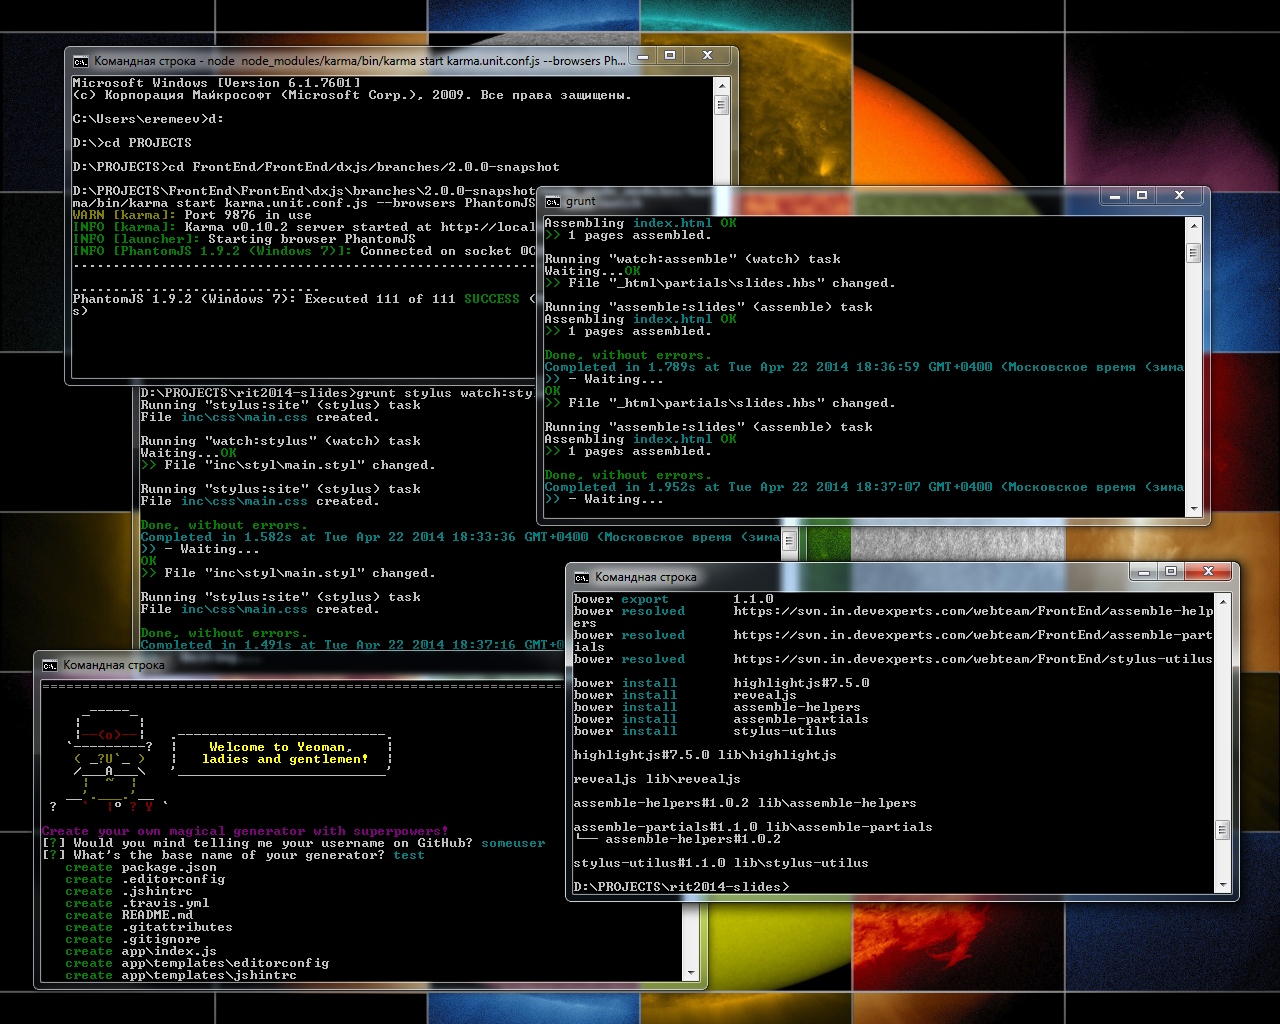 Командная строка - node  node_modules/karma/bin/karma start karma.unit.conf.js --browsers Ph...
Microsoft Windows [Version 6.1.7601]
(c) Корпорация Майкрософт (Microsoft Corp.), 2009. Все права защищены.
C:\Users\eremeev>d:
D:\>cd PROJECTS
D:\PROJECTS>cd FrontEnd/FrontEnd/dxjs/branches/2.0.0-snapshot
D:\PROJECTS\FrontEnd\FrontEnd\dxjs\branches\2.0.0-snapshot
ma/bin/karma start karma.unit.conf.js --browsers PhantomJS
WARN [karma]: Port 9876 in use
INFO [karma]: Karma v0.10.2 server started at http://local
INFO [launcher]: Starting browser PhantomJS
INFO [PhantomJS 1.9.2 (Windows 7)]: Connected on socket 0C
..........................................................
...............................
PhantomJS 1.9.2 (Windows 7): Executed 111 of 111 SUCCESS (
s)
grunt
Assembling index.html OK
>> 1 pages assembled.
Running "watch:assemble" (watch) task
Waiting...OK
>> File "_html\partials\slides.hbs" changed.
Running "assemble:slides" (assemble) task
Assembling index.html OK
>> 1 pages assembled.
Done, without errors.
Completed in 1.789s at Tue Apr 22 2014 18:36:59 GMT+0400 (Московское время (зима
>> - Waiting...
OK
>> File "_html\partials\slides.hbs" changed.
Running "assemble:slides" (assemble) task
Assembling index.html OK
>> 1 pages assembled.
Done, without errors.
Completed in 1.952s at Tue Apr 22 2014 18:37:07 GMT+0400 (Московское время (зима
>> - Waiting...
D:\PROJECTS\rit2014-slides>grunt stylus watch:styl
Running "stylus:site" (stylus) task
File inc\css\main.css created.
Running "watch:stylus" (watch) task
Waiting...OK
>> File "inc\styl\main.styl" changed.
Running "stylus:site" (stylus) task
File inc\css\main.css created.
Done, without errors.
Completed in 1.582s at Tue Apr 22 2014 18:33:36 GMT+0400 (Московское время (зима
>> - Waiting...
OK
>> File "inc\styl\main.styl" changed.
Running "stylus:site" (stylus) task
File inc\css\main.css created.
Done, without errors.
Completed in 1.491s at Tue Apr 22 2014 18:37:16 GMT+0
Командная строка
bower export        1.1.0
bower resolved      https://svn.in.devexperts.com/webteam/FrontEnd/assemble-help
ers
bower resolved      https://svn.in.devexperts.com/webteam/FrontEnd/assemble-part
ials
bower resolved      https://svn.in.devexperts.com/webteam/FrontEnd/stylus-utilus
bower install       highlightjs#7.5.0
bower install       revealjs
bower install       assemble-helpers
bower install       assemble-partials
bower install       stylus-utilus
highlightjs#7.5.0 lib\highlightjs
revealjs lib\revealjs
assemble-helpers#1.0.2 lib\assemble-helpers
assemble-partials#1.1.0 lib\assemble-partials
└── assemble-helpers#1.0.2
stylus-utilus#1.1.0 lib\stylus-utilus
D:\PROJECTS\rit2014-slides>
Командная строка
Welcome to Yeoman,
ladies and gentlemen!
Create your own magical generator with superpowers!
[?] Would you mind telling me your username on GitHub? someuser
[?] What's the base name of your generator? test
create package.json
create .editorconfig
create .jshintrc
create .travis.yml
create README.md
create .gitattributes
create .gitignore
create app\index.js
create app\templates\editorconfig
create app\templates\jshintrc